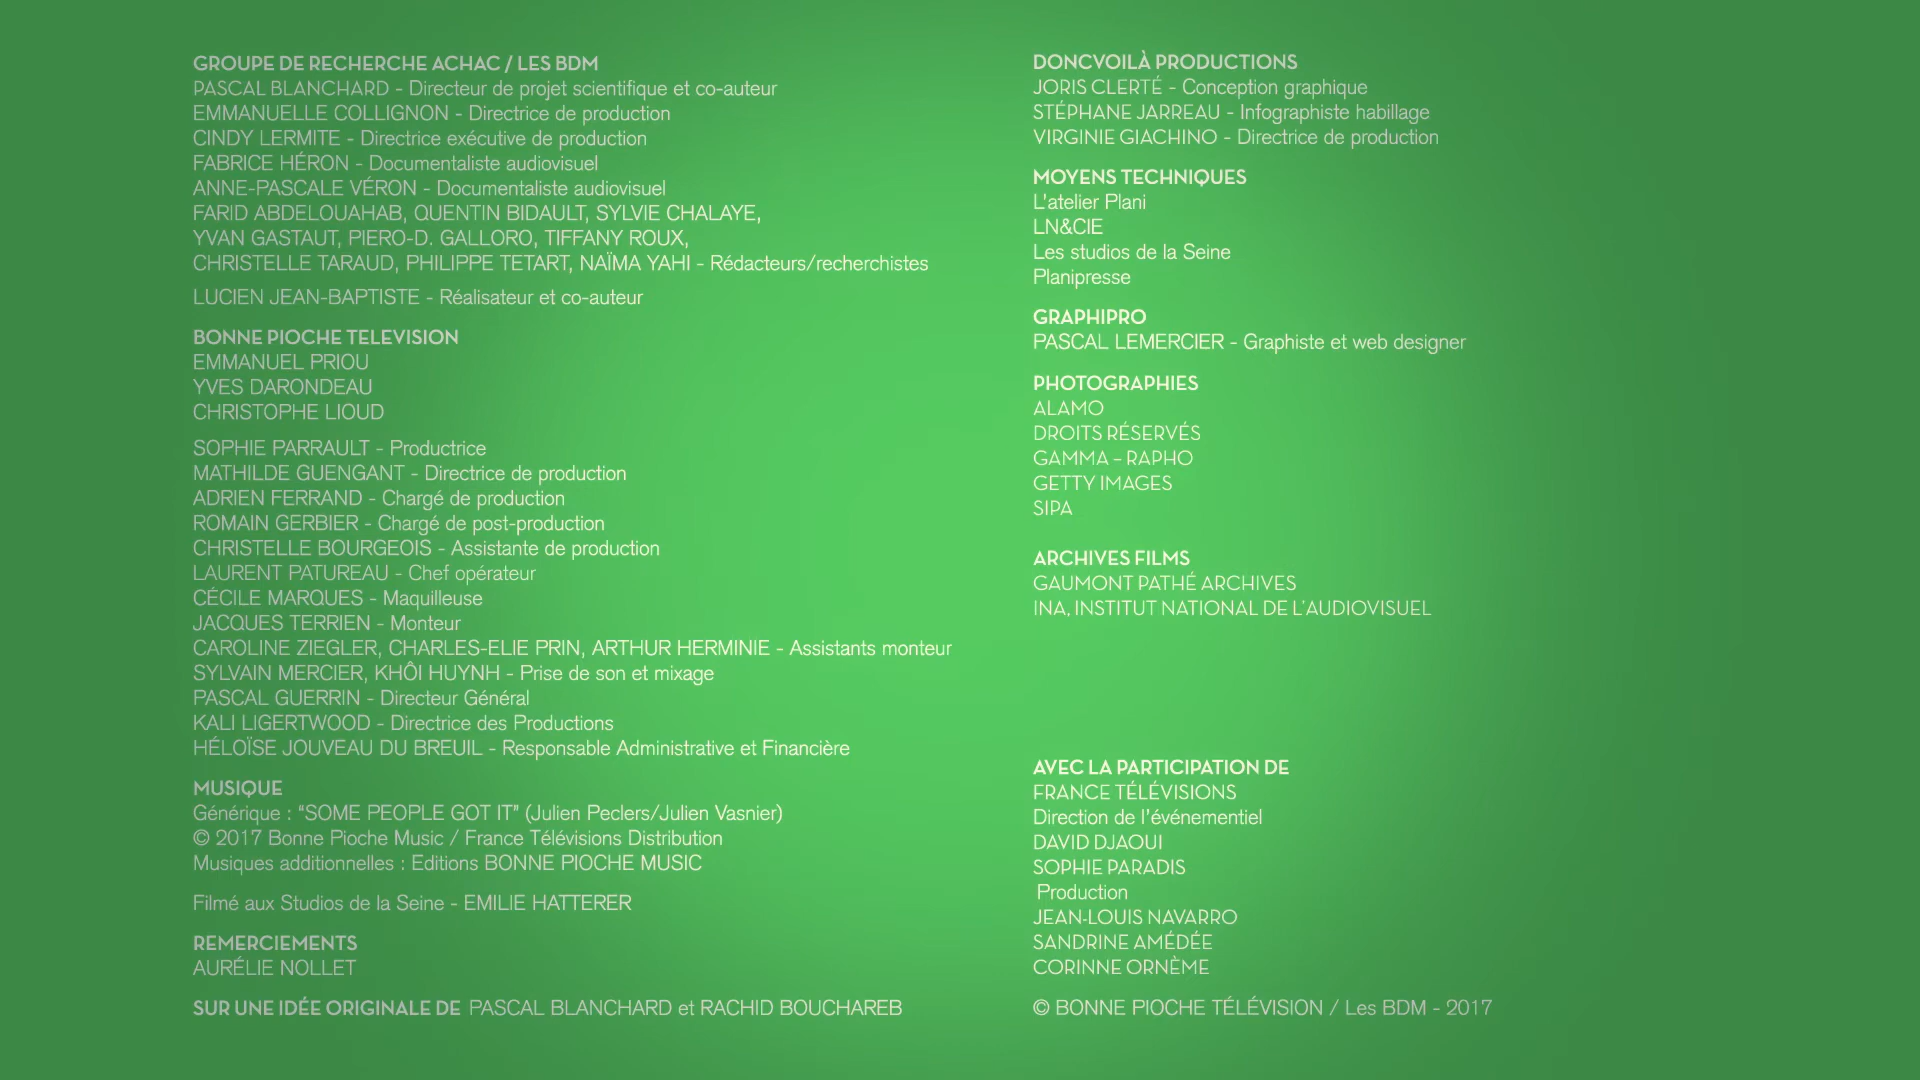 GROUPE DE RECHERCHE ACHAC / LES BDM
PASCAL BLANCHARD - Directeur de projet scientifique et co-auteur
EMMANUELLE COLLIGNON - Directrice de production
CINDY LERMITE - Directrice exécutive de production
FABRICE HÉRON - Documentaliste audiovisuel
ANNE-PASCALE VÉRON - Documentaliste audiovisuel
FARID ABDELOUAHAB, QUENTIN BIDAULT, SYLVIE CHALAYE,
YVAN GASTAUT, PIERO-D. GALLORO, TIFFANY ROUX,
CHRISTELLE TARAUD, PHILIPPE TETART, NAÏMA YAHI - Rédacteurs/recherchistes
LUCIEN JEAN-BAPTISTE - Réalisateur et co-auteur
BONNE PIOCHE TELEVISION
EMMANUEL PRIOU
YVES DARONDEAU
CHRISTOPHE LIOUD
SOPHIE PARRAULT - Productrice
MATHILDE GUENGANT - Directrice de production
ADRIEN FERRAND - Chargé de production
ROMAIN GERBIER - Chargé de post-production
CHRISTELLE BOURGEOIS - Assistante de production
LAURENT PATUREAU - Chef opérateur
CÉCILE MARQUES - Maquilleuse
JACQUES TERRIEN - Monteur
CAROLINE ZIEGLER, CHARLES-ELIE PRIN, ARTHUR HERMINIE - Assistants monteur
SYLVAIN MERCIER, KHÔI HUYNH - Prise de son et mixage
PASCAL GUERRIN - Directeur Général
KALI LIGERTWOOD - Directrice des Productions
HÉLOÏSE JOUVEAU DU BREUIL - Responsable Administrative et Financière
MUSIQUE
Générique : “SOME PEOPLE GOT IT” (Julien Peclers/Julien Vasnier)
© 2017 Bonne Pioche Music / France Télévisions Distribution
Musiques additionnelles : Editions BONNE PIOCHE MUSIC
Filmé aux Studios de la Seine - EMILIE HATTERER
REMERCIEMENTS
AURÉLIE NOLLET
SUR UNE IDÉE ORIGINALE DE PASCAL BLANCHARD et RACHID BOUCHAREB
DONCVOILÀ PRODUCTIONS
JORIS CLERTÉ - Conception graphique
STÉPHANE JARREAU - Infographiste habillage
VIRGINIE GIACHINO - Directrice de production
MOYENS TECHNIQUES
L'atelier Plani
LN&CIE
Les studios de la Seine
Planipresse
GRAPHIPRO
PASCAL LEMERCIER - Graphiste et web designer
PHOTOGRAPHIES
ALAMO
DROITS RÉSERVÉS
GAMMA – RAPHO
GETTY IMAGES
SIPA
ARCHIVES FILMS
GAUMONT PATHÉ ARCHIVES
INA, INSTITUT NATIONAL DE L'AUDIOVISUEL
AVEC LA PARTICIPATION DE
FRANCE TÉLÉVISIONS
Direction de l'événementiel
DAVID DJAOUI
SOPHIE PARADIS
Production
JEAN-LOUIS NAVARRO
SANDRINE AMÉDÉE
CORINNE ORNÈME
© BONNE PIOCHE TÉLÉVISION / Les BDM - 2017